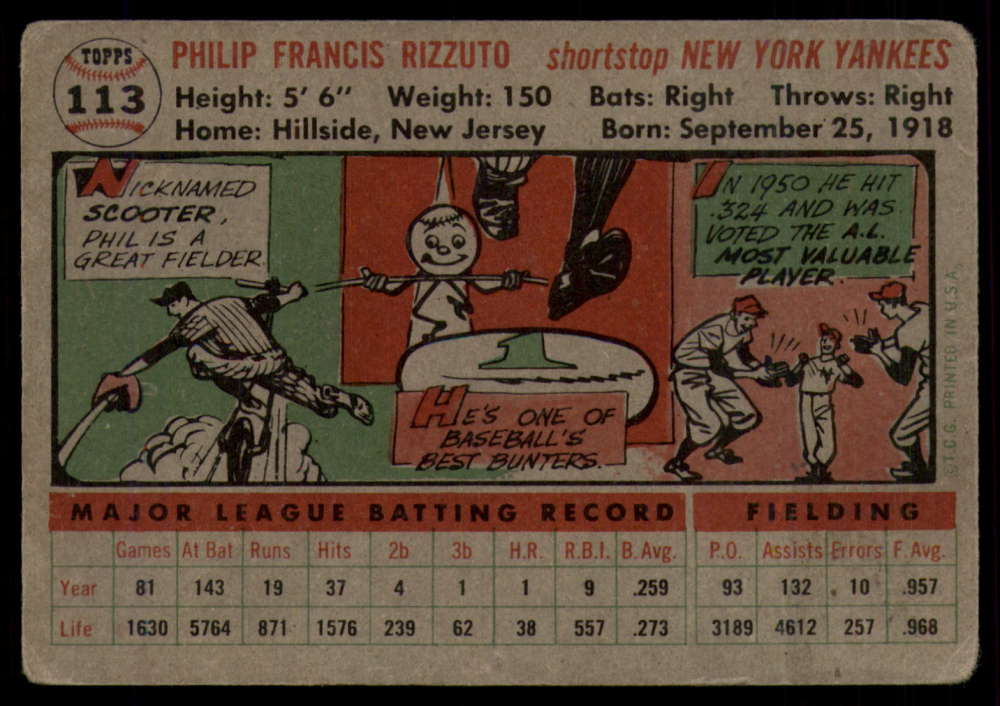 TOPPS
113
PHILIP FRANCIS RIZZUTO shortstop NEW YORK YANKEES
Height: 5' 6" Weight: 150 Bats: Right Throws: Right
Home: Hillside, New Jersey Born: September 25, 1918
NICKNAMED
SCOOTER,
PHIL IS A
GREAT FIELDER.
1
HE'S ONE OF
BASEBALL'S
BEST BUNTERS.
IN 1950 HE HIT
.324 AND WAS
VOTED THE A.L.
MOST VALUABLE
PLAYER.
© T.C.G. PRINTED IN U.S.A.
MAJOR LEAGUE BATTING RECORD FIELDING
Games At Bat Runs Hits 2b 3b H.R. R.B.I. B. Avg. P.O. Assists Errors F. Avg.
Year 81 143 19 37 4 1 1 9 .259 93 132 10 .957
Life 1630 5764 871 1576 239 62 38 557 .273 3189 4612 257 .968